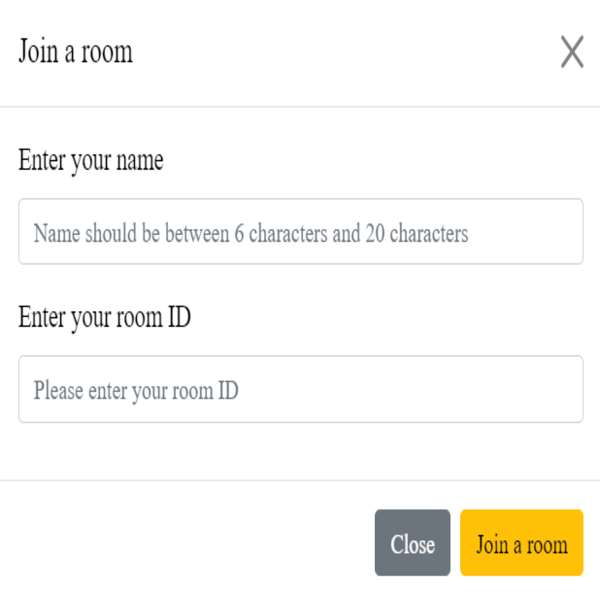 Join a room X
Enter your name
Name should be between 6 characters and 20 characters
Enter your room ID
Please enter your room ID
Close Join a room